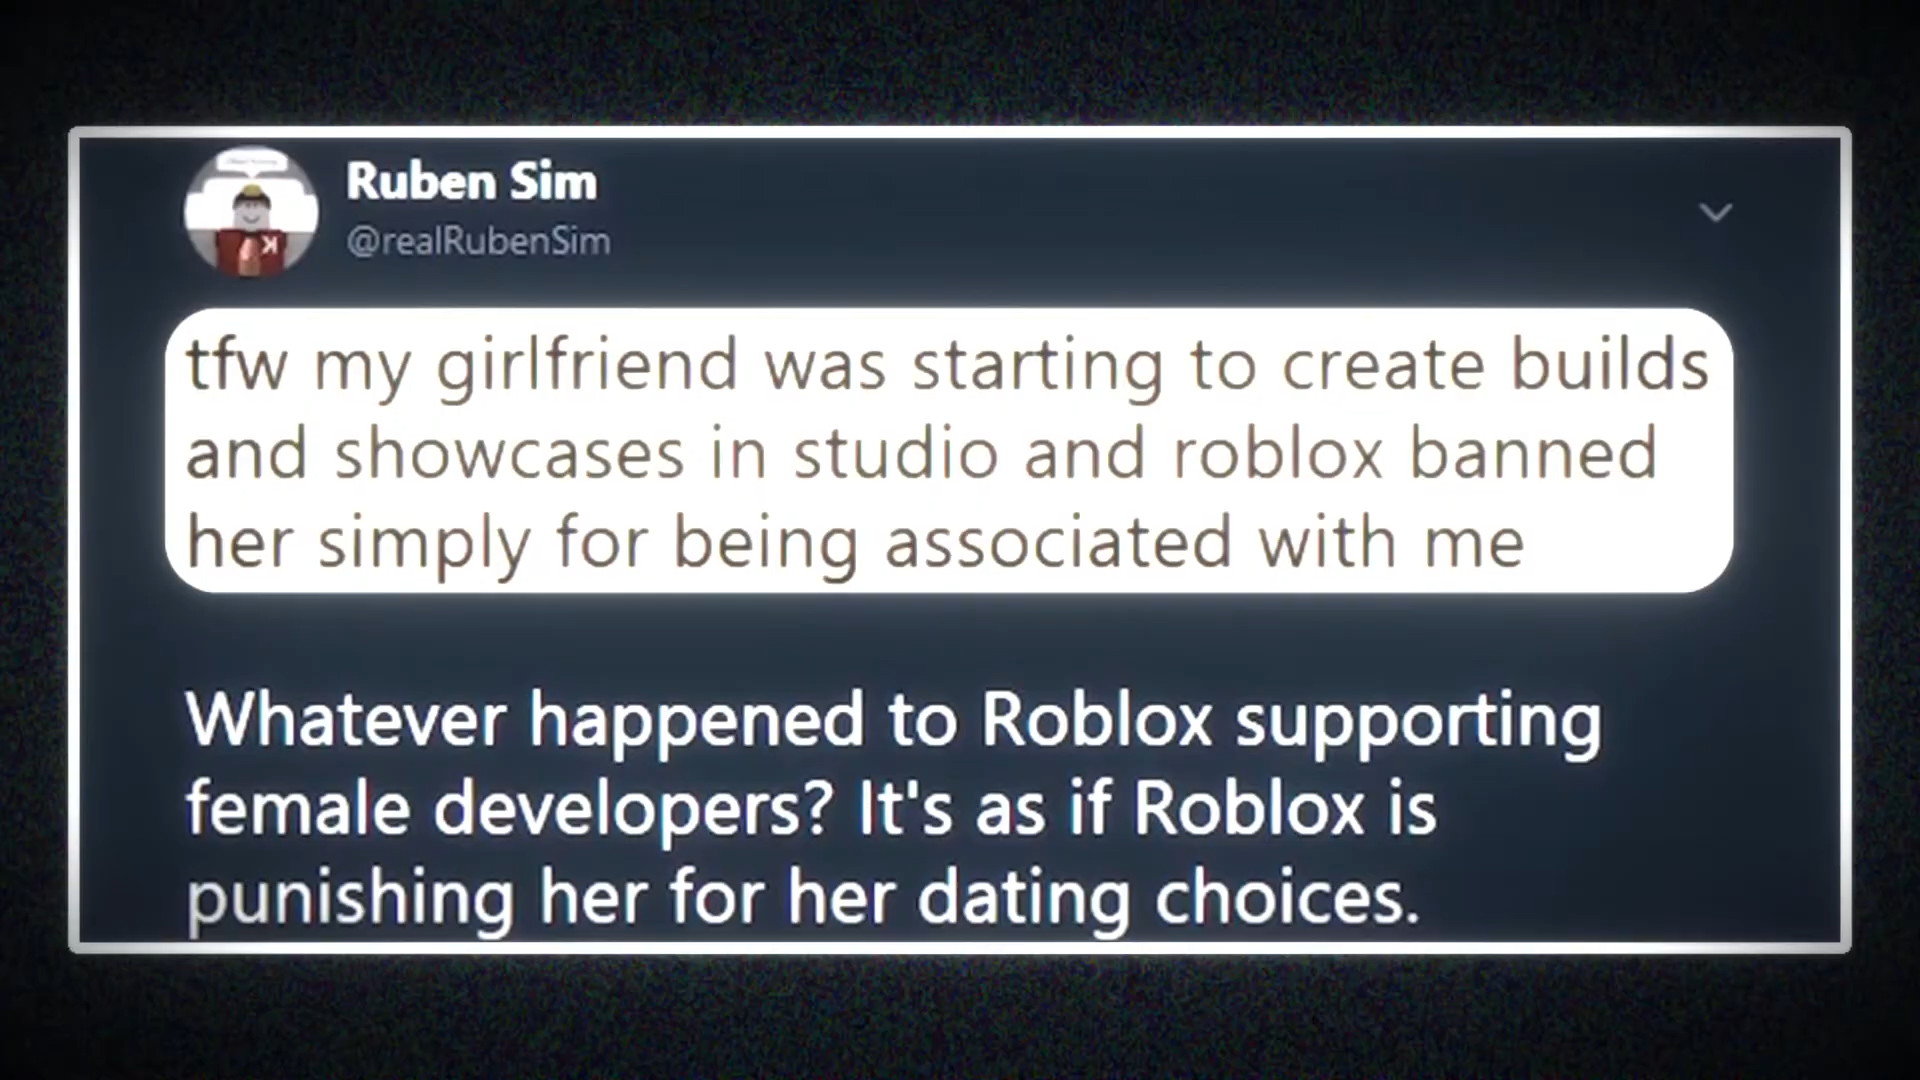 Ruben Sim
@realRubenSim
tfw my girlfriend was starting to create builds
and showcases in studio and roblox banned
her simply for being associated with me
Whatever happened to Roblox supporting
female developers? It's as if Roblox is
punishing her for her dating choices.